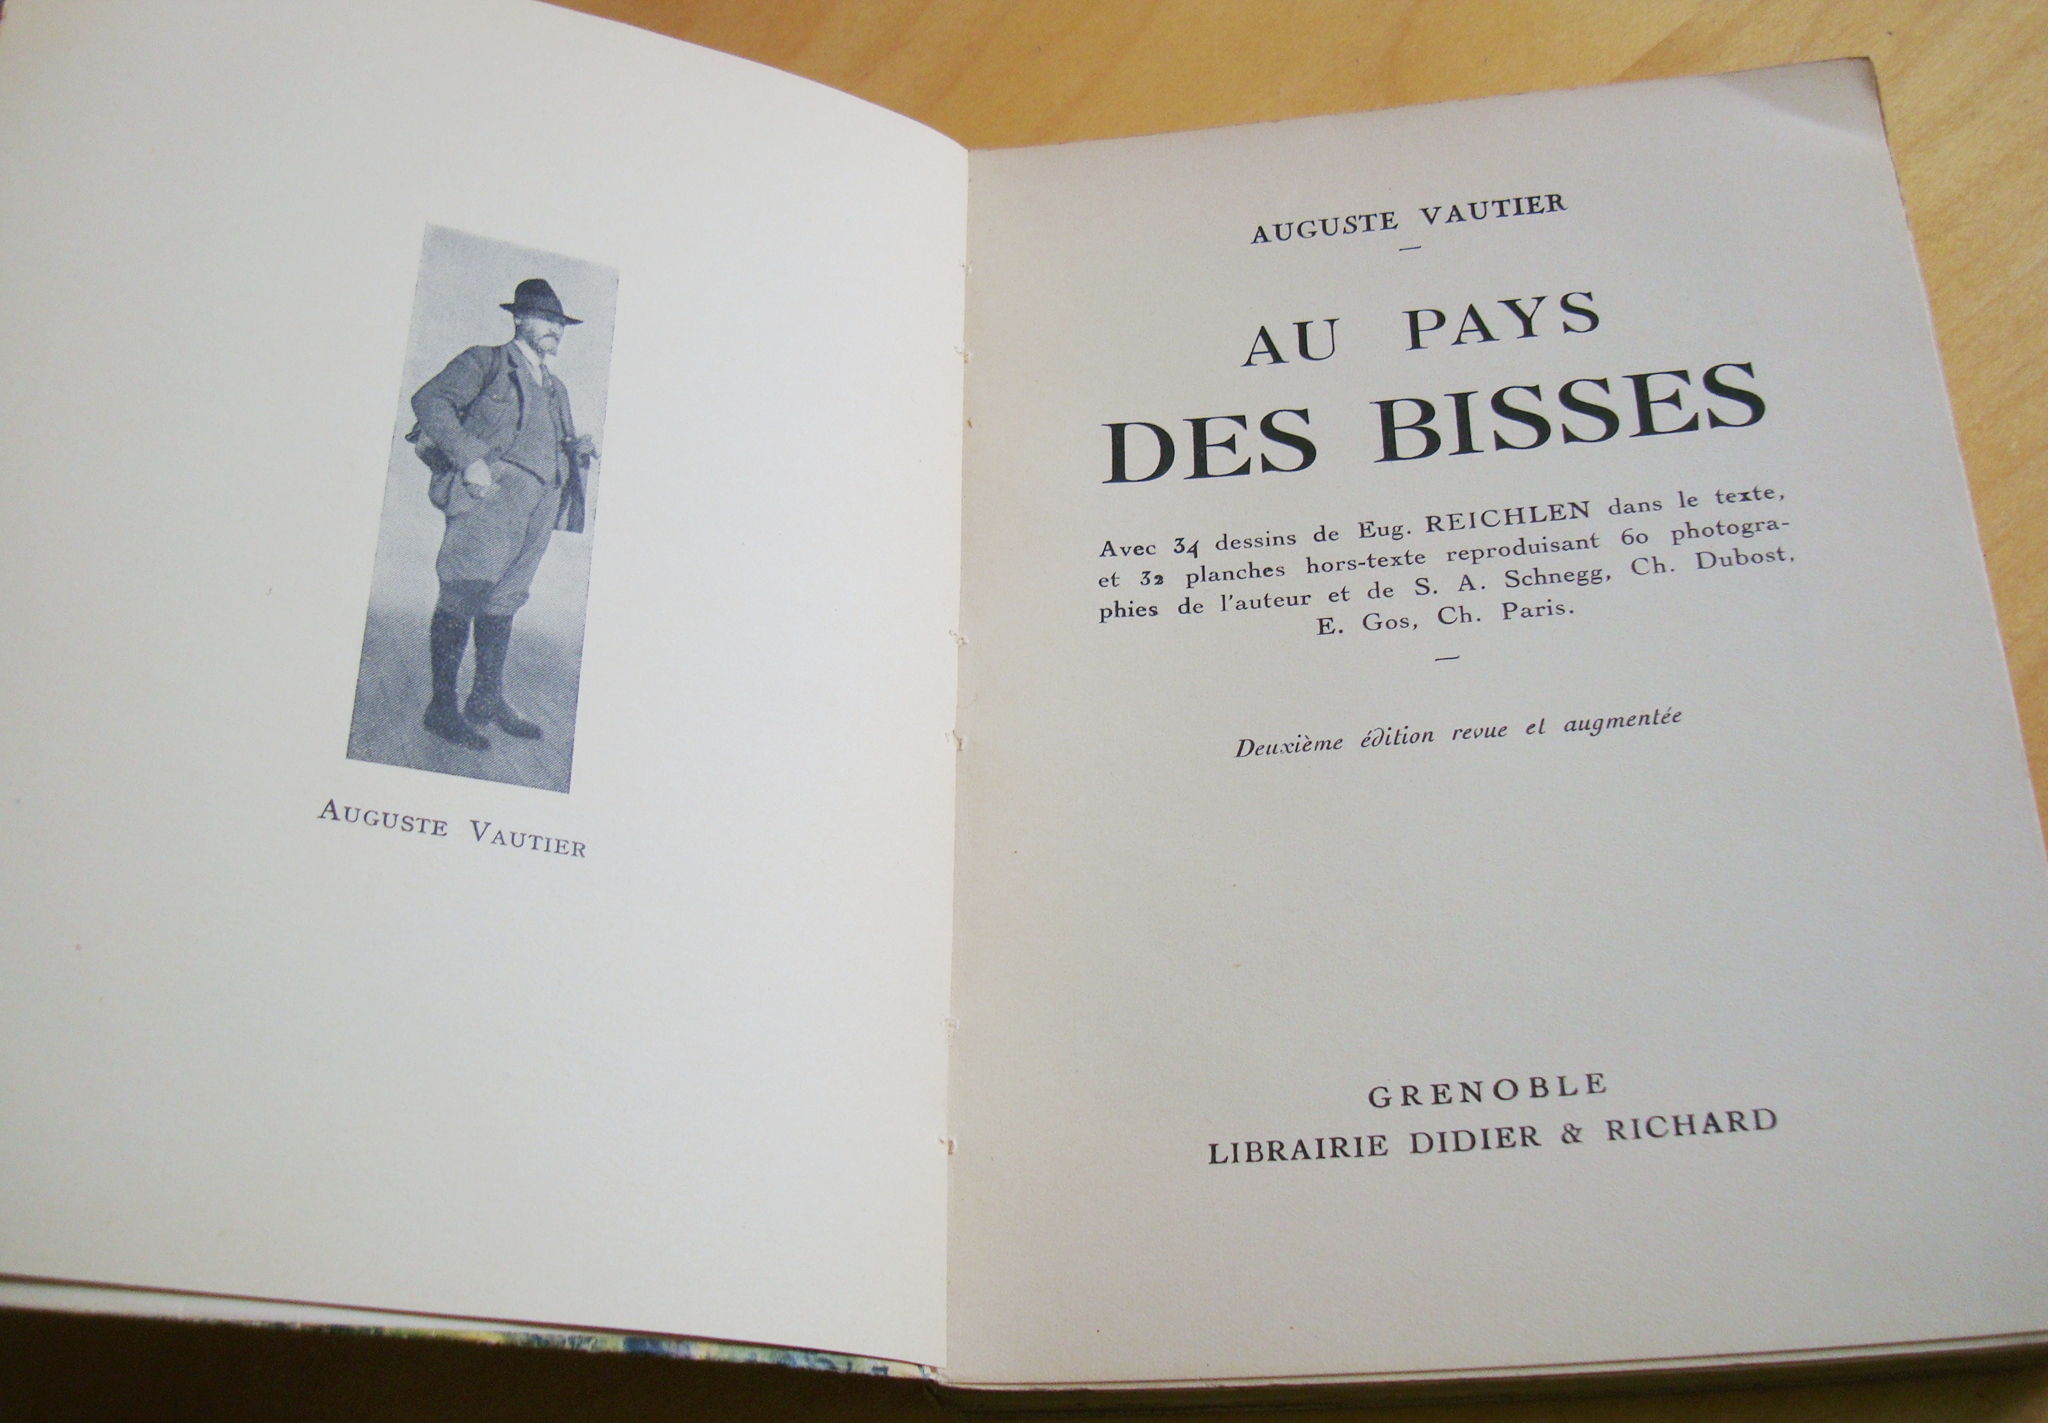 AUGUSTE VAUTIER
AUGUSTE VAUTIER
AU PAYS
DES BISSES
Avec 34 dessins de Eug. REICHLEN dans le texte,
et 32 planches hors-texte reproduisant 60 photogra-
phies de l'auteur et de S. A. Schnegg, Ch. Dubost,
E. Gos, Ch. Paris.
Deuxième édition revue et augmentée
GRENOBLE
LIBRAIRIE DIDIER & RICHARD